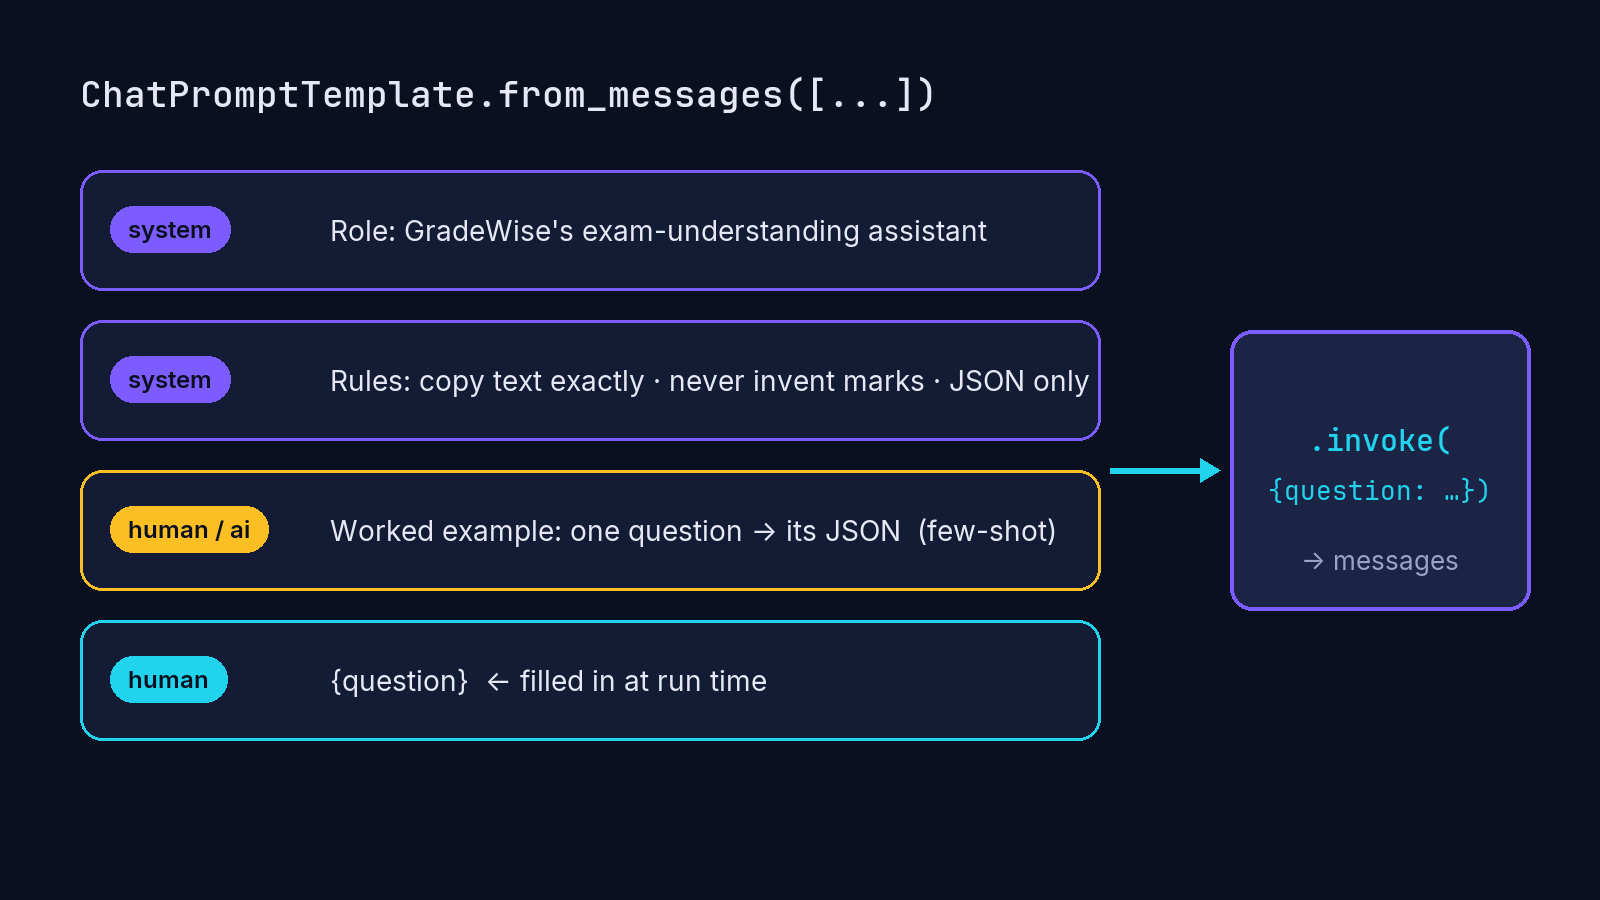 ChatPromptTemplate.from_messages([...])
system Role: GradeWise's exam-understanding assistant
system Rules: copy text exactly · never invent marks · JSON only
human / ai Worked example: one question → its JSON (few-shot)
human {question} ← filled in at run time
.invoke(
{question: …})
→ messages